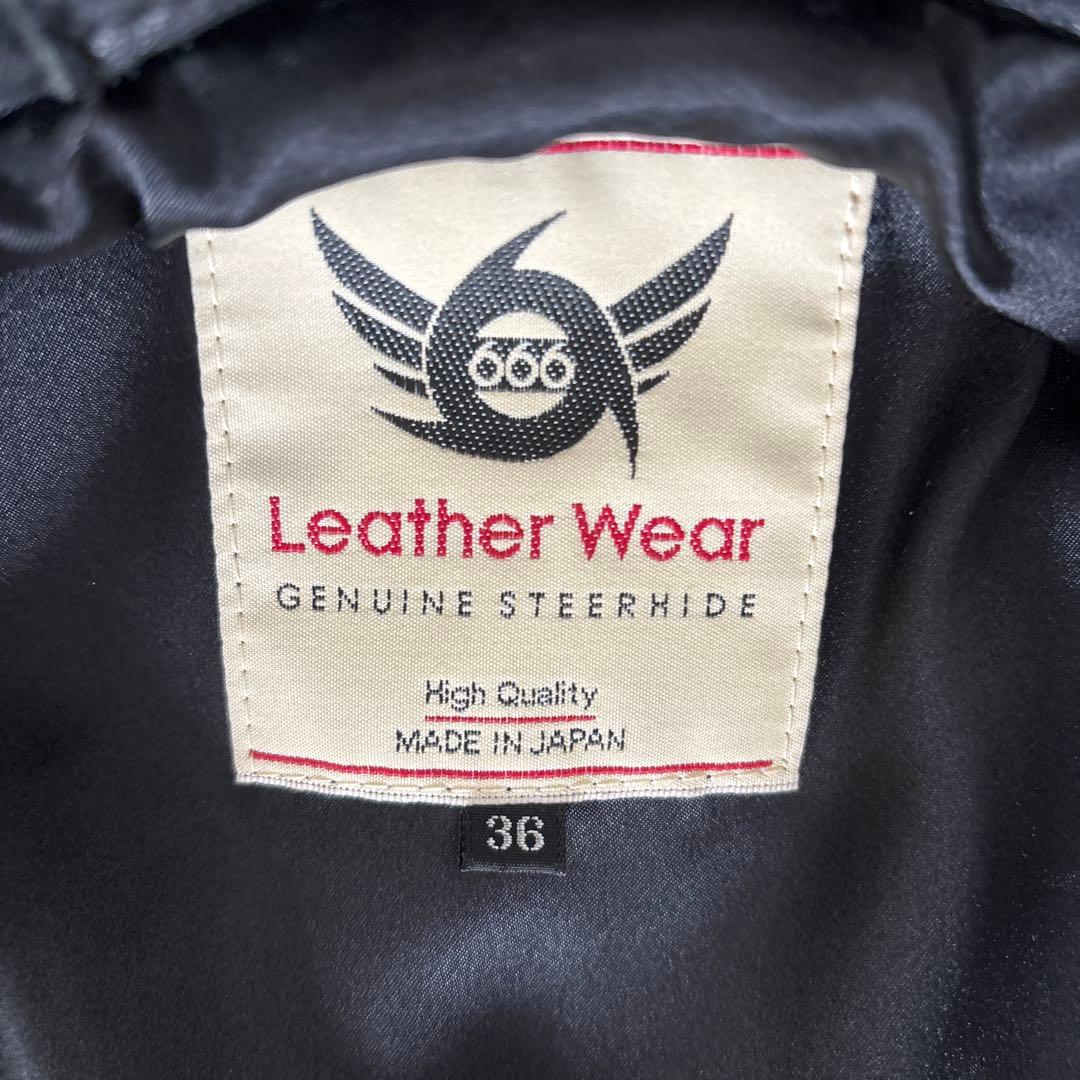 666
Leather Wear
GENUINE STEERHIDE
High Quality
MADE IN JAPAN
36